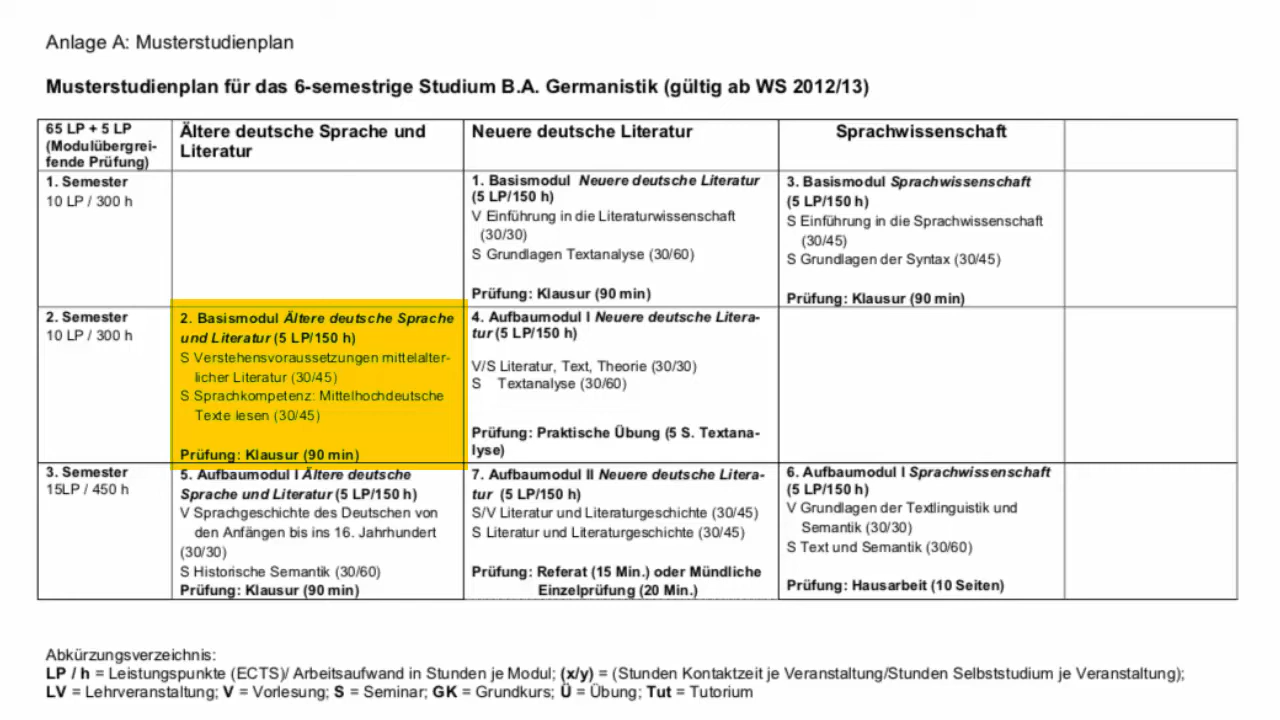 Anlage A: Musterstudienplan
Musterstudienplan für das 6-semestrige Studium B.A. Germanistik (gültig ab WS 2012/13)
65 LP + 5 LP
(Modulübergrei-
fende Prüfung)
Ältere deutsche Sprache und
Literatur
Neuere deutsche Literatur
Sprachwissenschaft
1. Semester
10 LP / 300 h
1. Basismodul Neuere deutsche Literatur
(5 LP/150 h)
V Einführung in die Literaturwissenschaft
(30/30)
S Grundlagen Textanalyse (30/60)
Prüfung: Klausur (90 min)
3. Basismodul Sprachwissenschaft
(5 LP/150 h)
S Einführung in die Sprachwissenschaft
(30/45)
S Grundlagen der Syntax (30/45)
Prüfung: Klausur (90 min)
2. Semester
10 LP / 300 h
2. Basismodul Ältere deutsche Sprache
und Literatur (5 LP/150 h)
S Verstehensvoraussetzungen mittelalter-
licher Literatur (30/45)
S Sprachkompetenz: Mittelhochdeutsche
Texte lesen (30/45)
Prüfung: Klausur (90 min)
4. Aufbaumodul I Neuere deutsche Litera-
tur (5 LP/150 h)
V/S Literatur, Text, Theorie (30/30)
S Textanalyse (30/60)
Prüfung: Praktische Übung (5 S. Textana-
lyse)
3. Semester
15LP / 450 h
5. Aufbaumodul I Ältere deutsche
Sprache und Literatur (5 LP/150 h)
V Sprachgeschichte des Deutschen von
den Anfängen bis ins 16. Jahrhundert
(30/30)
S Historische Semantik (30/60)
Prüfung: Klausur (90 min)
7. Aufbaumodul II Neuere deutsche Litera-
tur (5 LP/150 h)
S/V Literatur und Literaturgeschichte (30/45)
S Literatur und Literaturgeschichte (30/45)
Prüfung: Referat (15 Min.) oder Mündliche
Einzelprüfung (20 Min.)
6. Aufbaumodul I Sprachwissenschaft
(5 LP/150 h)
V Grundlagen der Textlinguistik und
Semantik (30/30)
S Text und Semantik (30/60)
Prüfung: Hausarbeit (10 Seiten)
Abkürzungsverzeichnis:
LP / h = Leistungspunkte (ECTS)/ Arbeitsaufwand in Stunden je Modul; (x/y) = (Stunden Kontaktzeit je Veranstaltung/Stunden Selbststudium je Veranstaltung);
LV = Lehrveranstaltung; V = Vorlesung; S = Seminar; GK = Grundkurs; Ü = Übung; Tut = Tutorium